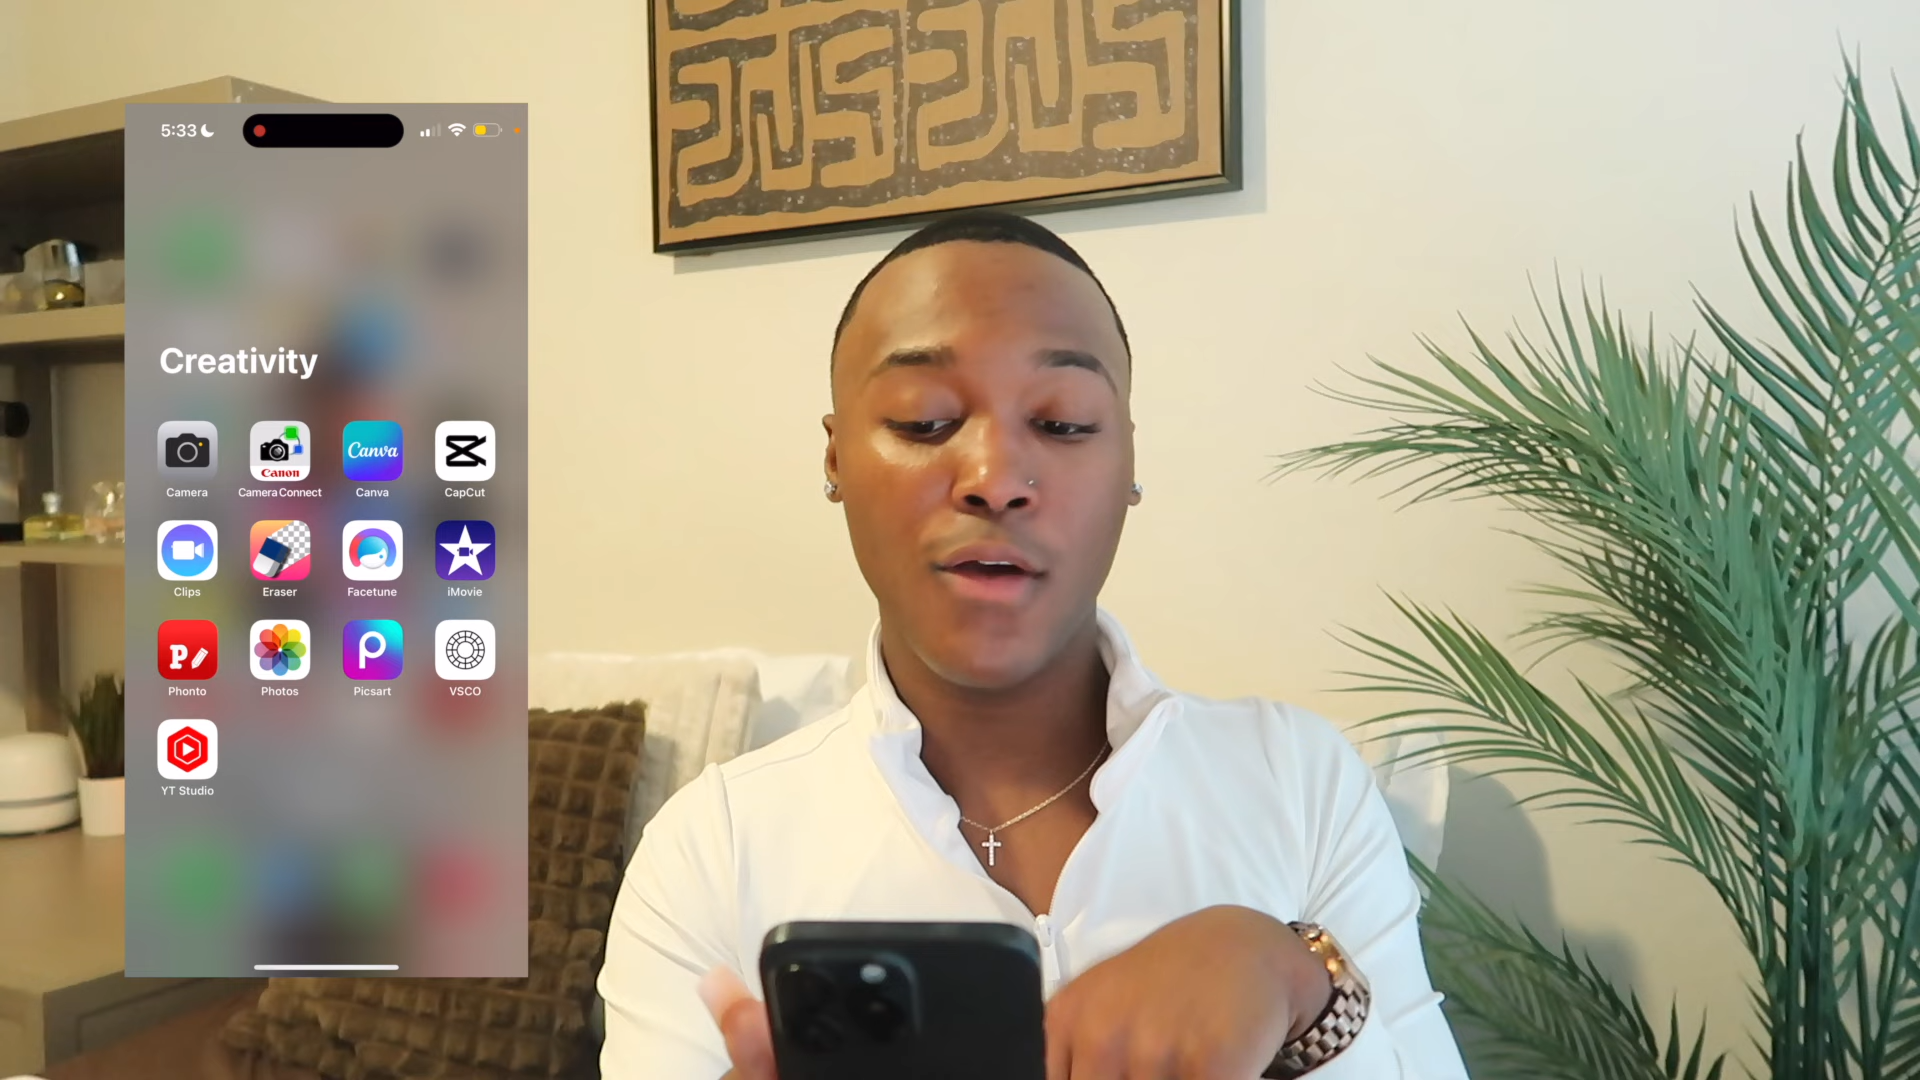 5:33
Creativity
Canon
Canva
Camera
Camera Connect
Canva
CapCut
Clips
Eraser
Facetune
iMovie
P
P
Phonto
Photos
Picsart
VSCO
YT Studio